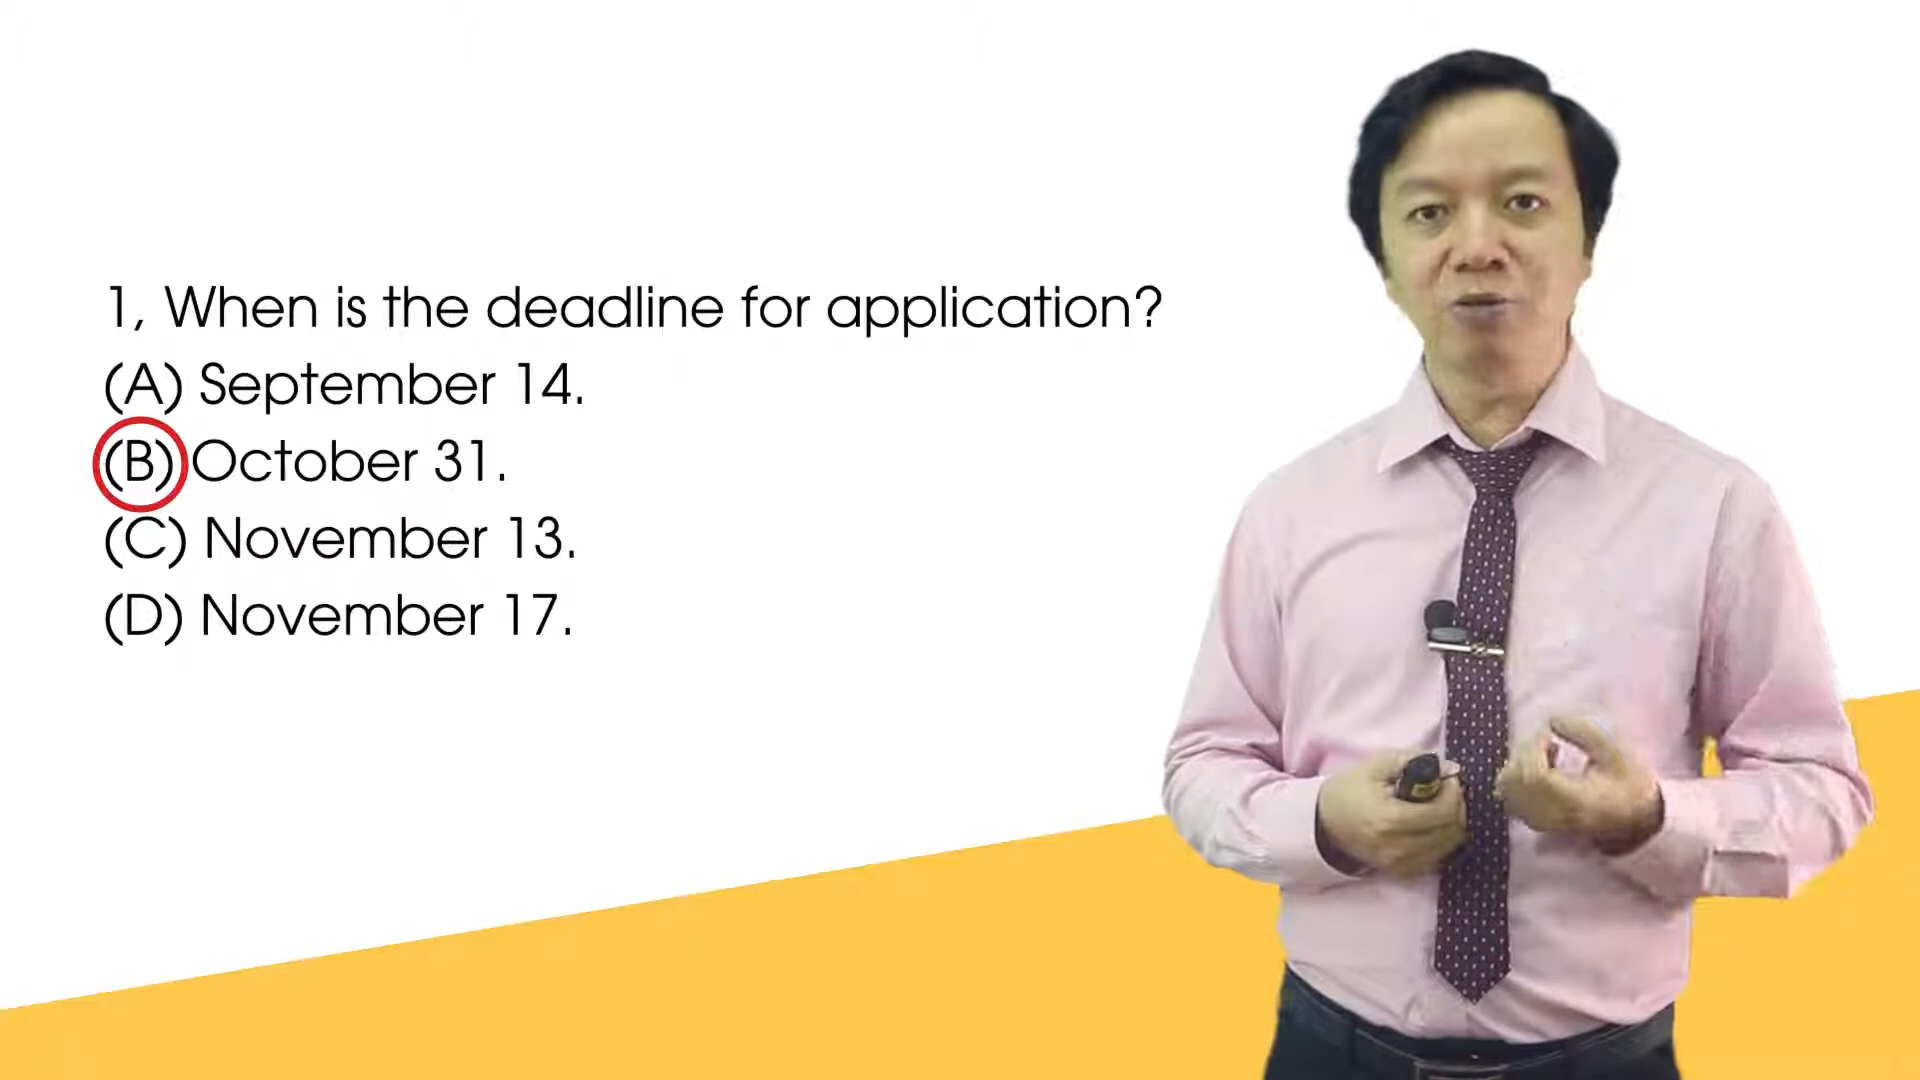 1, When is the deadline for application?
(A) September 14.
(B) October 31.
(C) November 13.
(D) November 17.